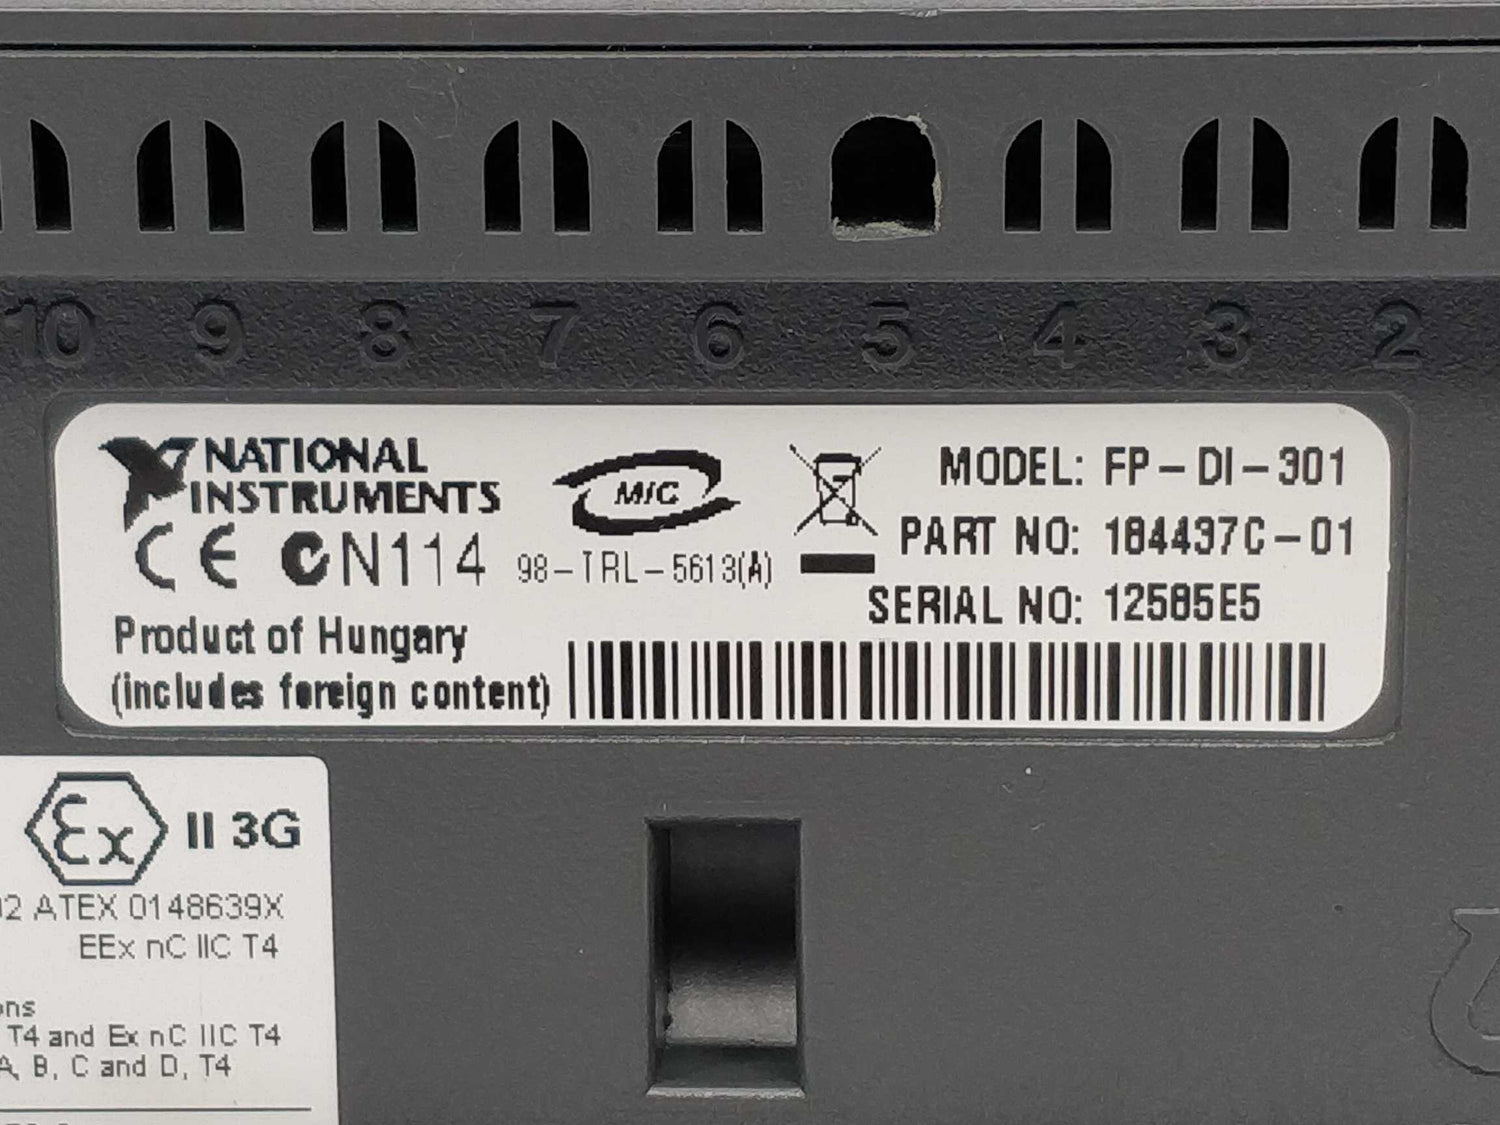 10 9 8 7 6 5 4 3 2
NATIONAL
INSTRUMENTS
CE N114
Product of Hungary
(includes foreign content)
MIC
98-TRL-5613(A)
MODEL: FP-DI-301
PART NO: 184437C-01
SERIAL NO: 12585E5
Ex II 3G
02 ATEX 0148639X
EEx nC IIC T4
T4 and Ex nC IIC T4
A, B, C and D, T4